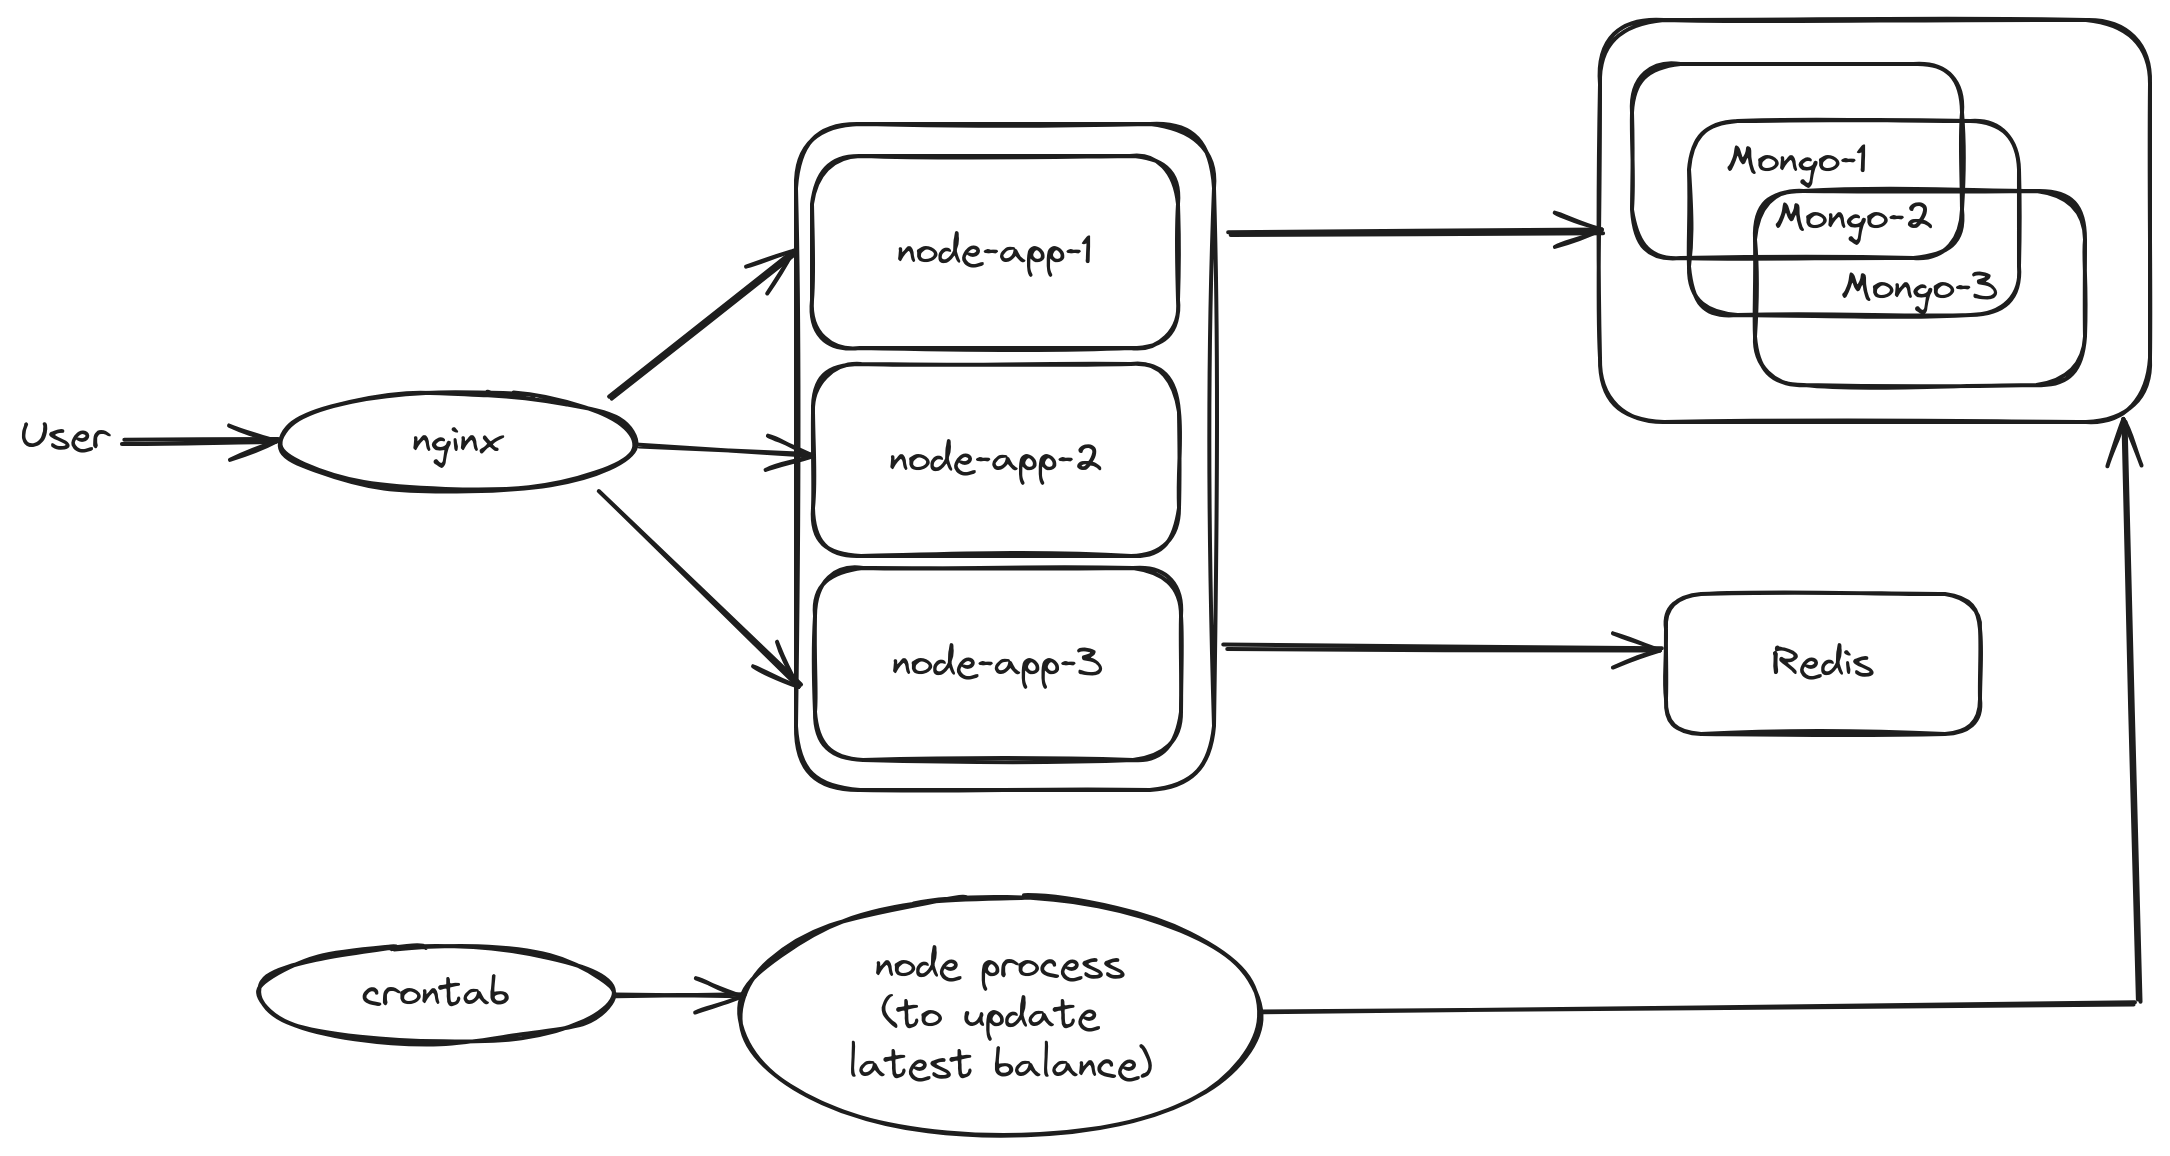 User
nginx
node-app-1
node-app-2
node-app-3
Mongo-1
Mongo-2
Mongo-3
Redis
crontab
node process
(to update
latest balance)